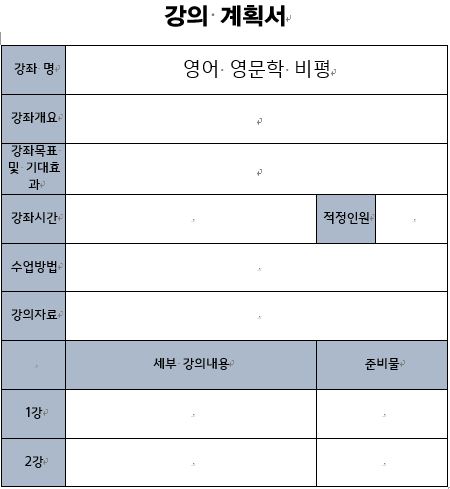 강의 계획서
강좌 명
영어 영문학 비평
강좌개요
강좌목표
및 기대효
과
강좌시간
적정인원
수업방법
강의자료
세부 강의내용
준비물
1강
2강